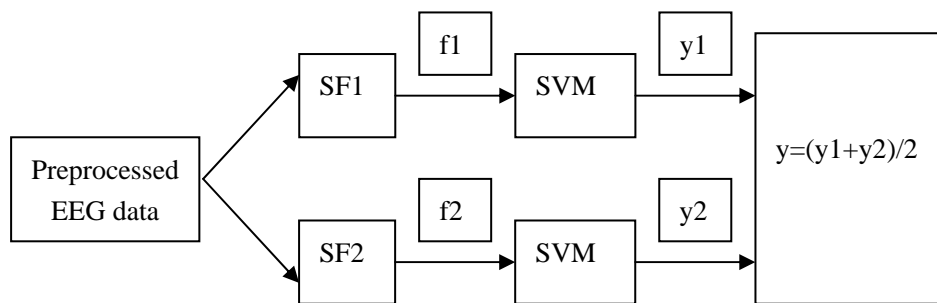 f1
y1
SF1
SVM
Preprocessed
EEG data
y=(y1+y2)/2
f2
y2
SF2
SVM